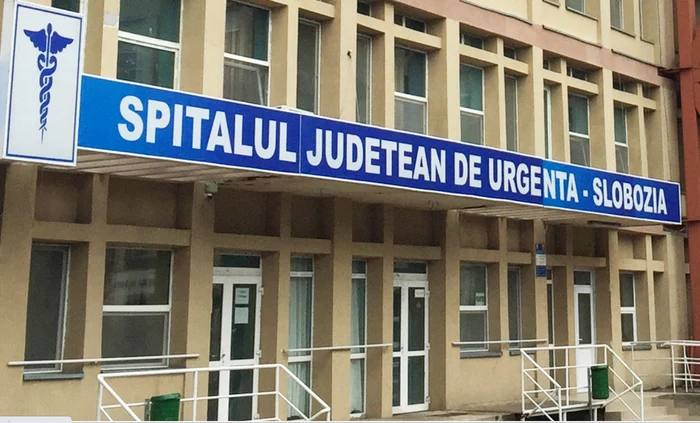 SPITALUL JUDETEAN DE URGENTA - SLOBOZIA